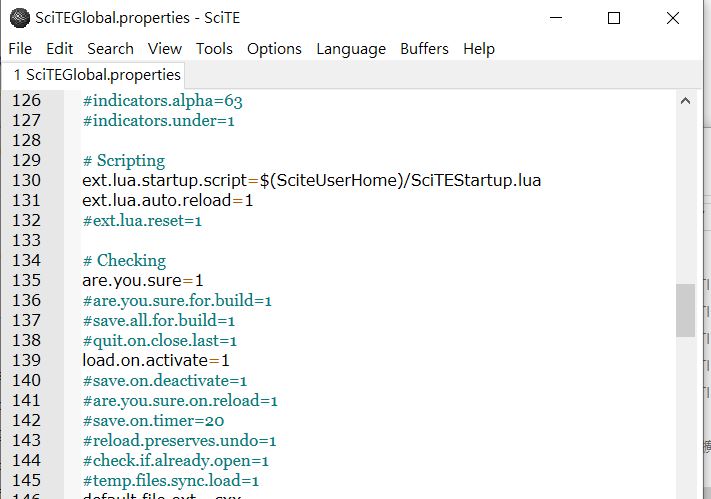 SciTEGlobal.properties - SciTE
File Edit Search View Tools Options Language Buffers Help
1 SciTEGlobal.properties
126 #indicators.alpha=63
127 #indicators.under=1
128
129 # Scripting
130 ext.lua.startup.script=$(SciteUserHome)/SciTEStartup.lua
131 ext.lua.auto.reload=1
132 #ext.lua.reset=1
133
134 # Checking
135 are.you.sure=1
136 #are.you.sure.for.build=1
137 #save.all.for.build=1
138 #quit.on.close.last=1
139 load.on.activate=1
140 #save.on.deactivate=1
141 #are.you.sure.on.reload=1
142 #save.on.timer=20
143 #reload.preserves.undo=1
144 #check.if.already.open=1
145 #temp.files.sync.load=1